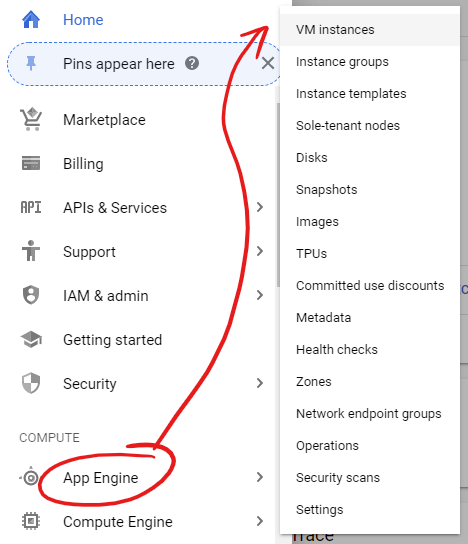 Home
Pins appear here ?
Marketplace
Billing
API APIs & Services
Support
IAM & admin
Getting started
Security
COMPUTE
App Engine
Compute Engine
VM instances
Instance groups
Instance templates
Sole-tenant nodes
Disks
Snapshots
Images
TPUs
Committed use discounts
Metadata
Health checks
Zones
Network endpoint groups
Operations
Security scans
Settings
Trace